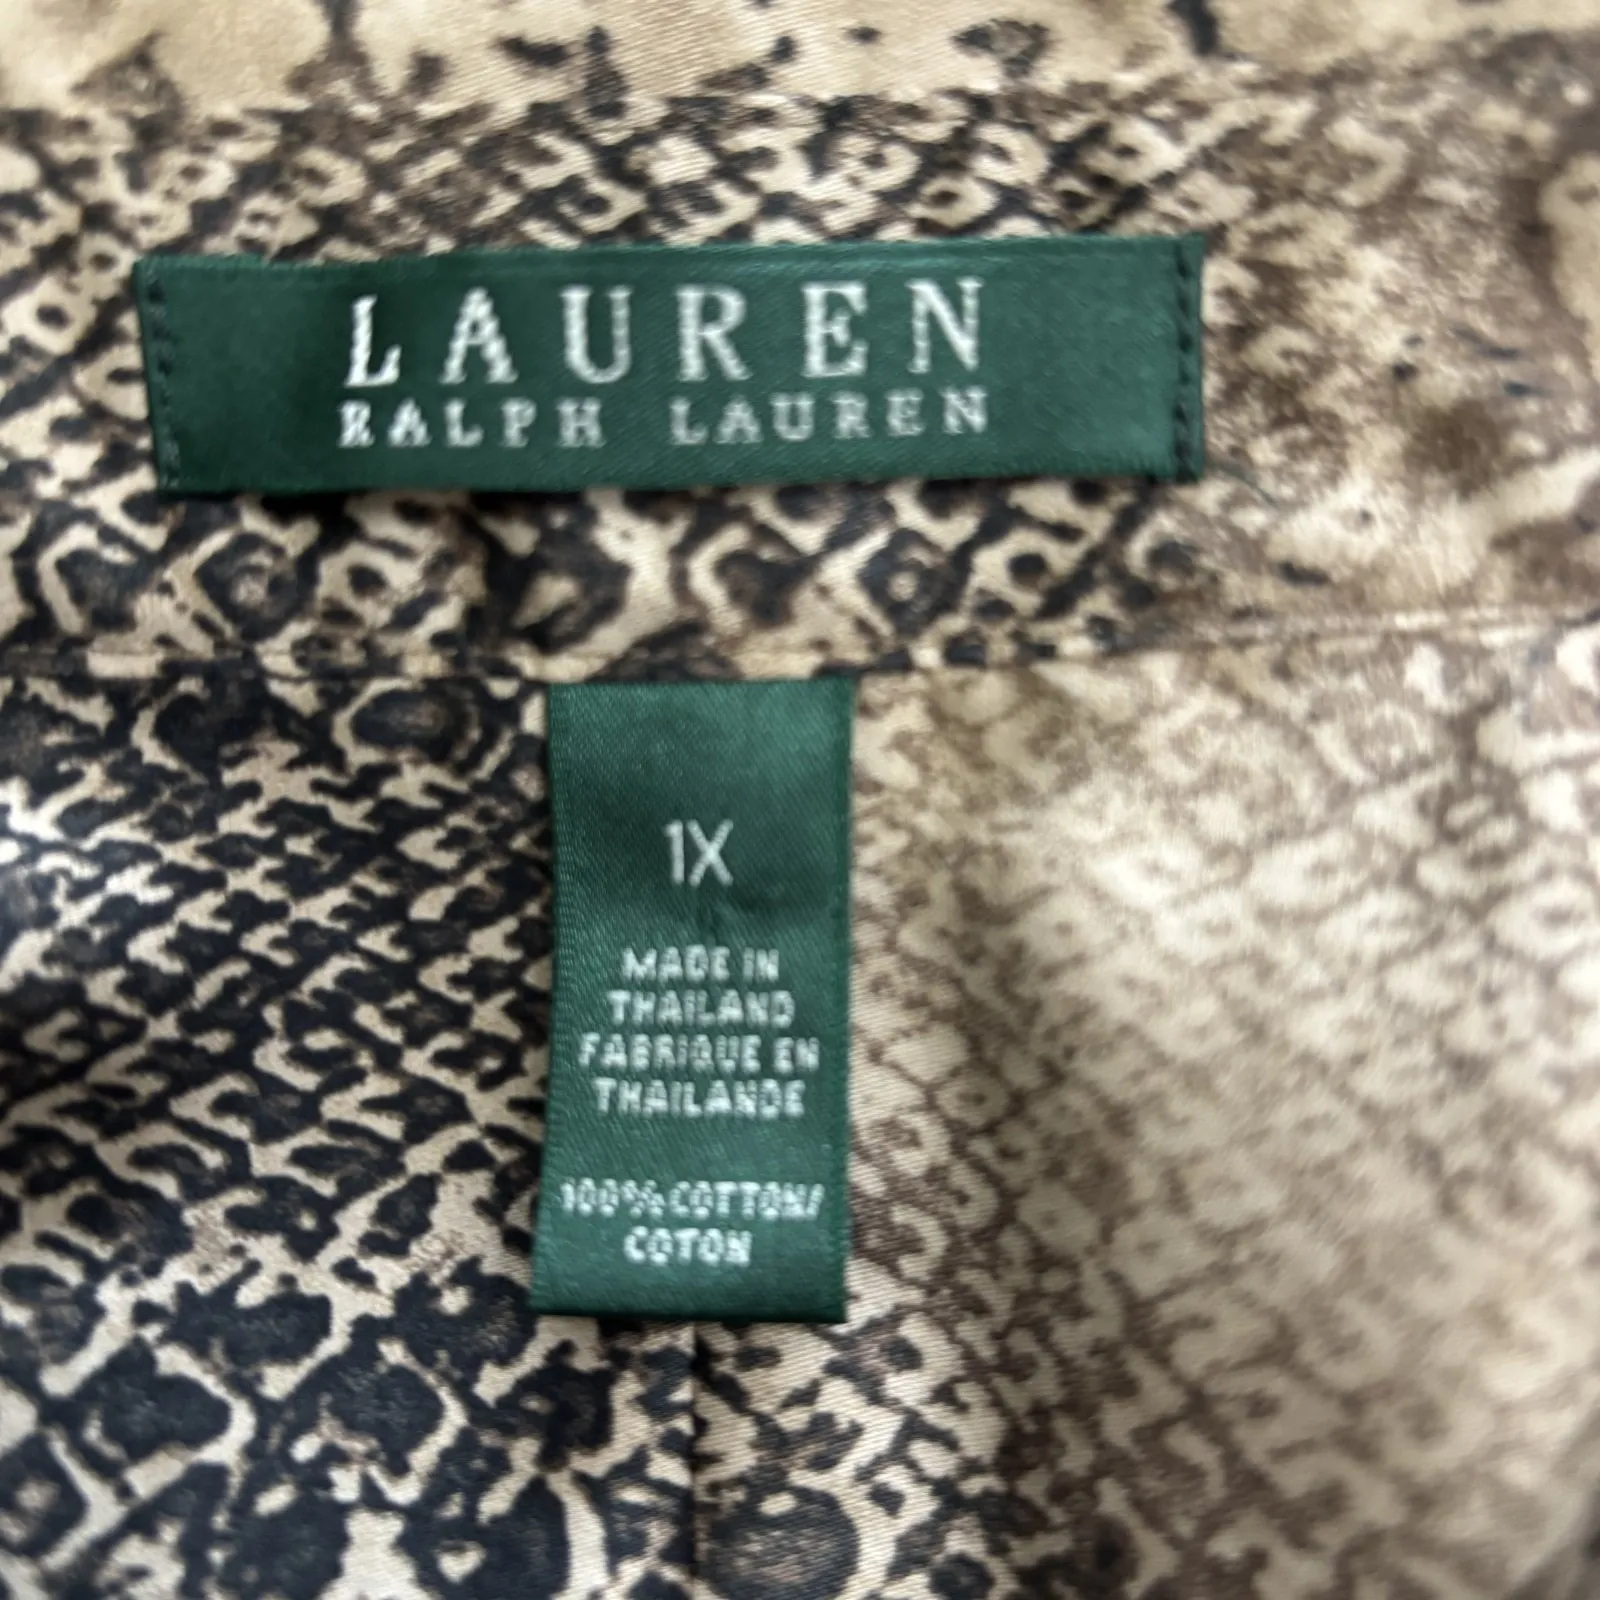 LAUREN
RALPH LAUREN
1X
MADE IN
THAILAND
FABRIQUE EN
THAILANDE
100% COTTON/
COTON